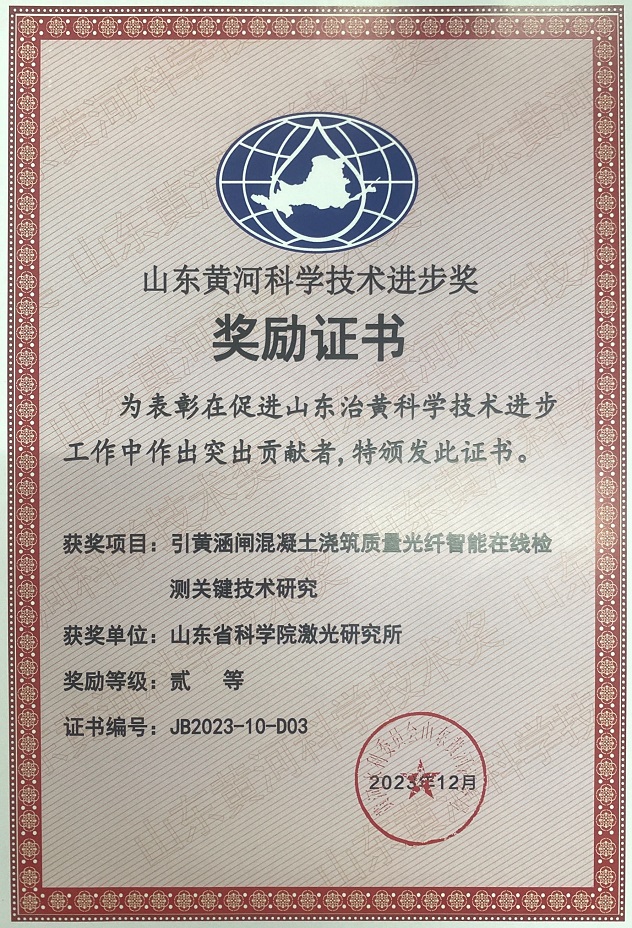 山东黄河科学技术进步奖
奖励证书
为表彰在促进山东治黄科学技术进步
工作中作出突出贡献者,特颁发此证书。
获奖项目：引黄涵闸混凝土浇筑质量光纤智能在线检
测关键技术研究
获奖单位：山东省科学院激光研究所
奖励等级：贰 等
证书编号：JB2023-10-D03
2023年12月